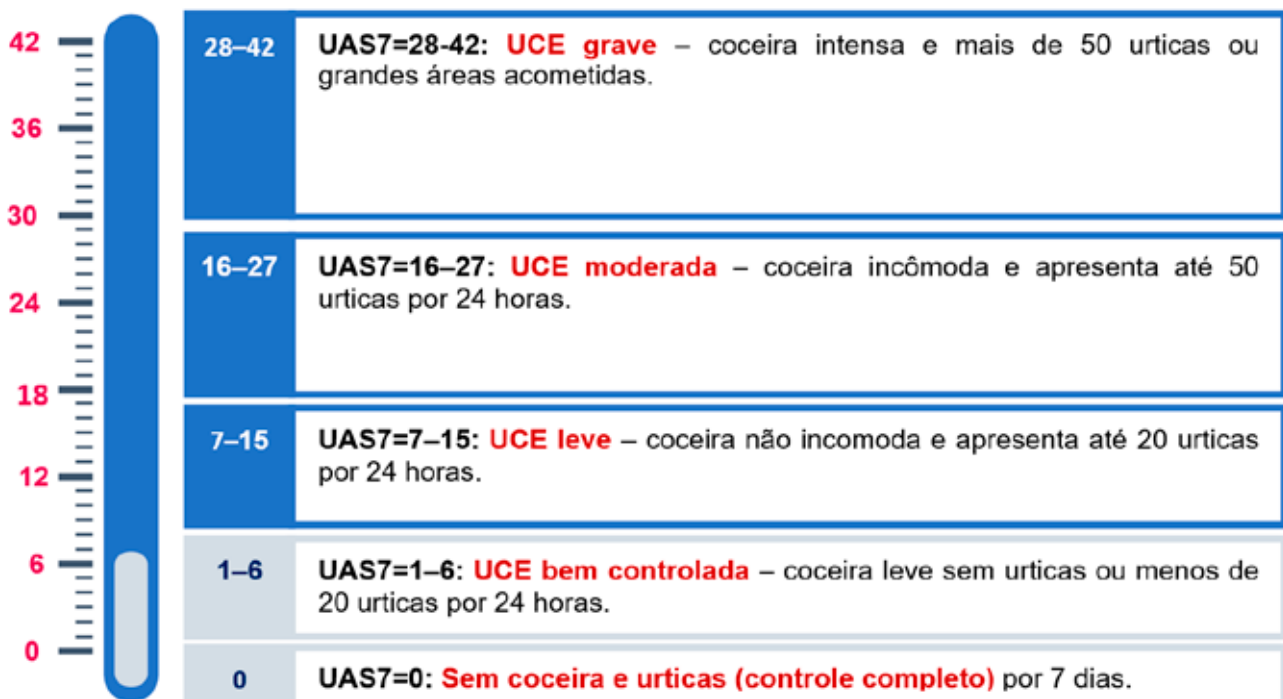 42
36
30
24
18
12
6
0
28–42
UAS7=28-42: UCE grave – coceira intensa e mais de 50 urticas ou
grandes áreas acometidas.
16–27
UAS7=16–27: UCE moderada – coceira incômoda e apresenta até 50
urticas por 24 horas.
7–15
UAS7=7–15: UCE leve – coceira não incomoda e apresenta até 20 urticas
por 24 horas.
1–6
UAS7=1–6: UCE bem controlada – coceira leve sem urticas ou menos de
20 urticas por 24 horas.
0
UAS7=0: Sem coceira e urticas (controle completo) por 7 dias.